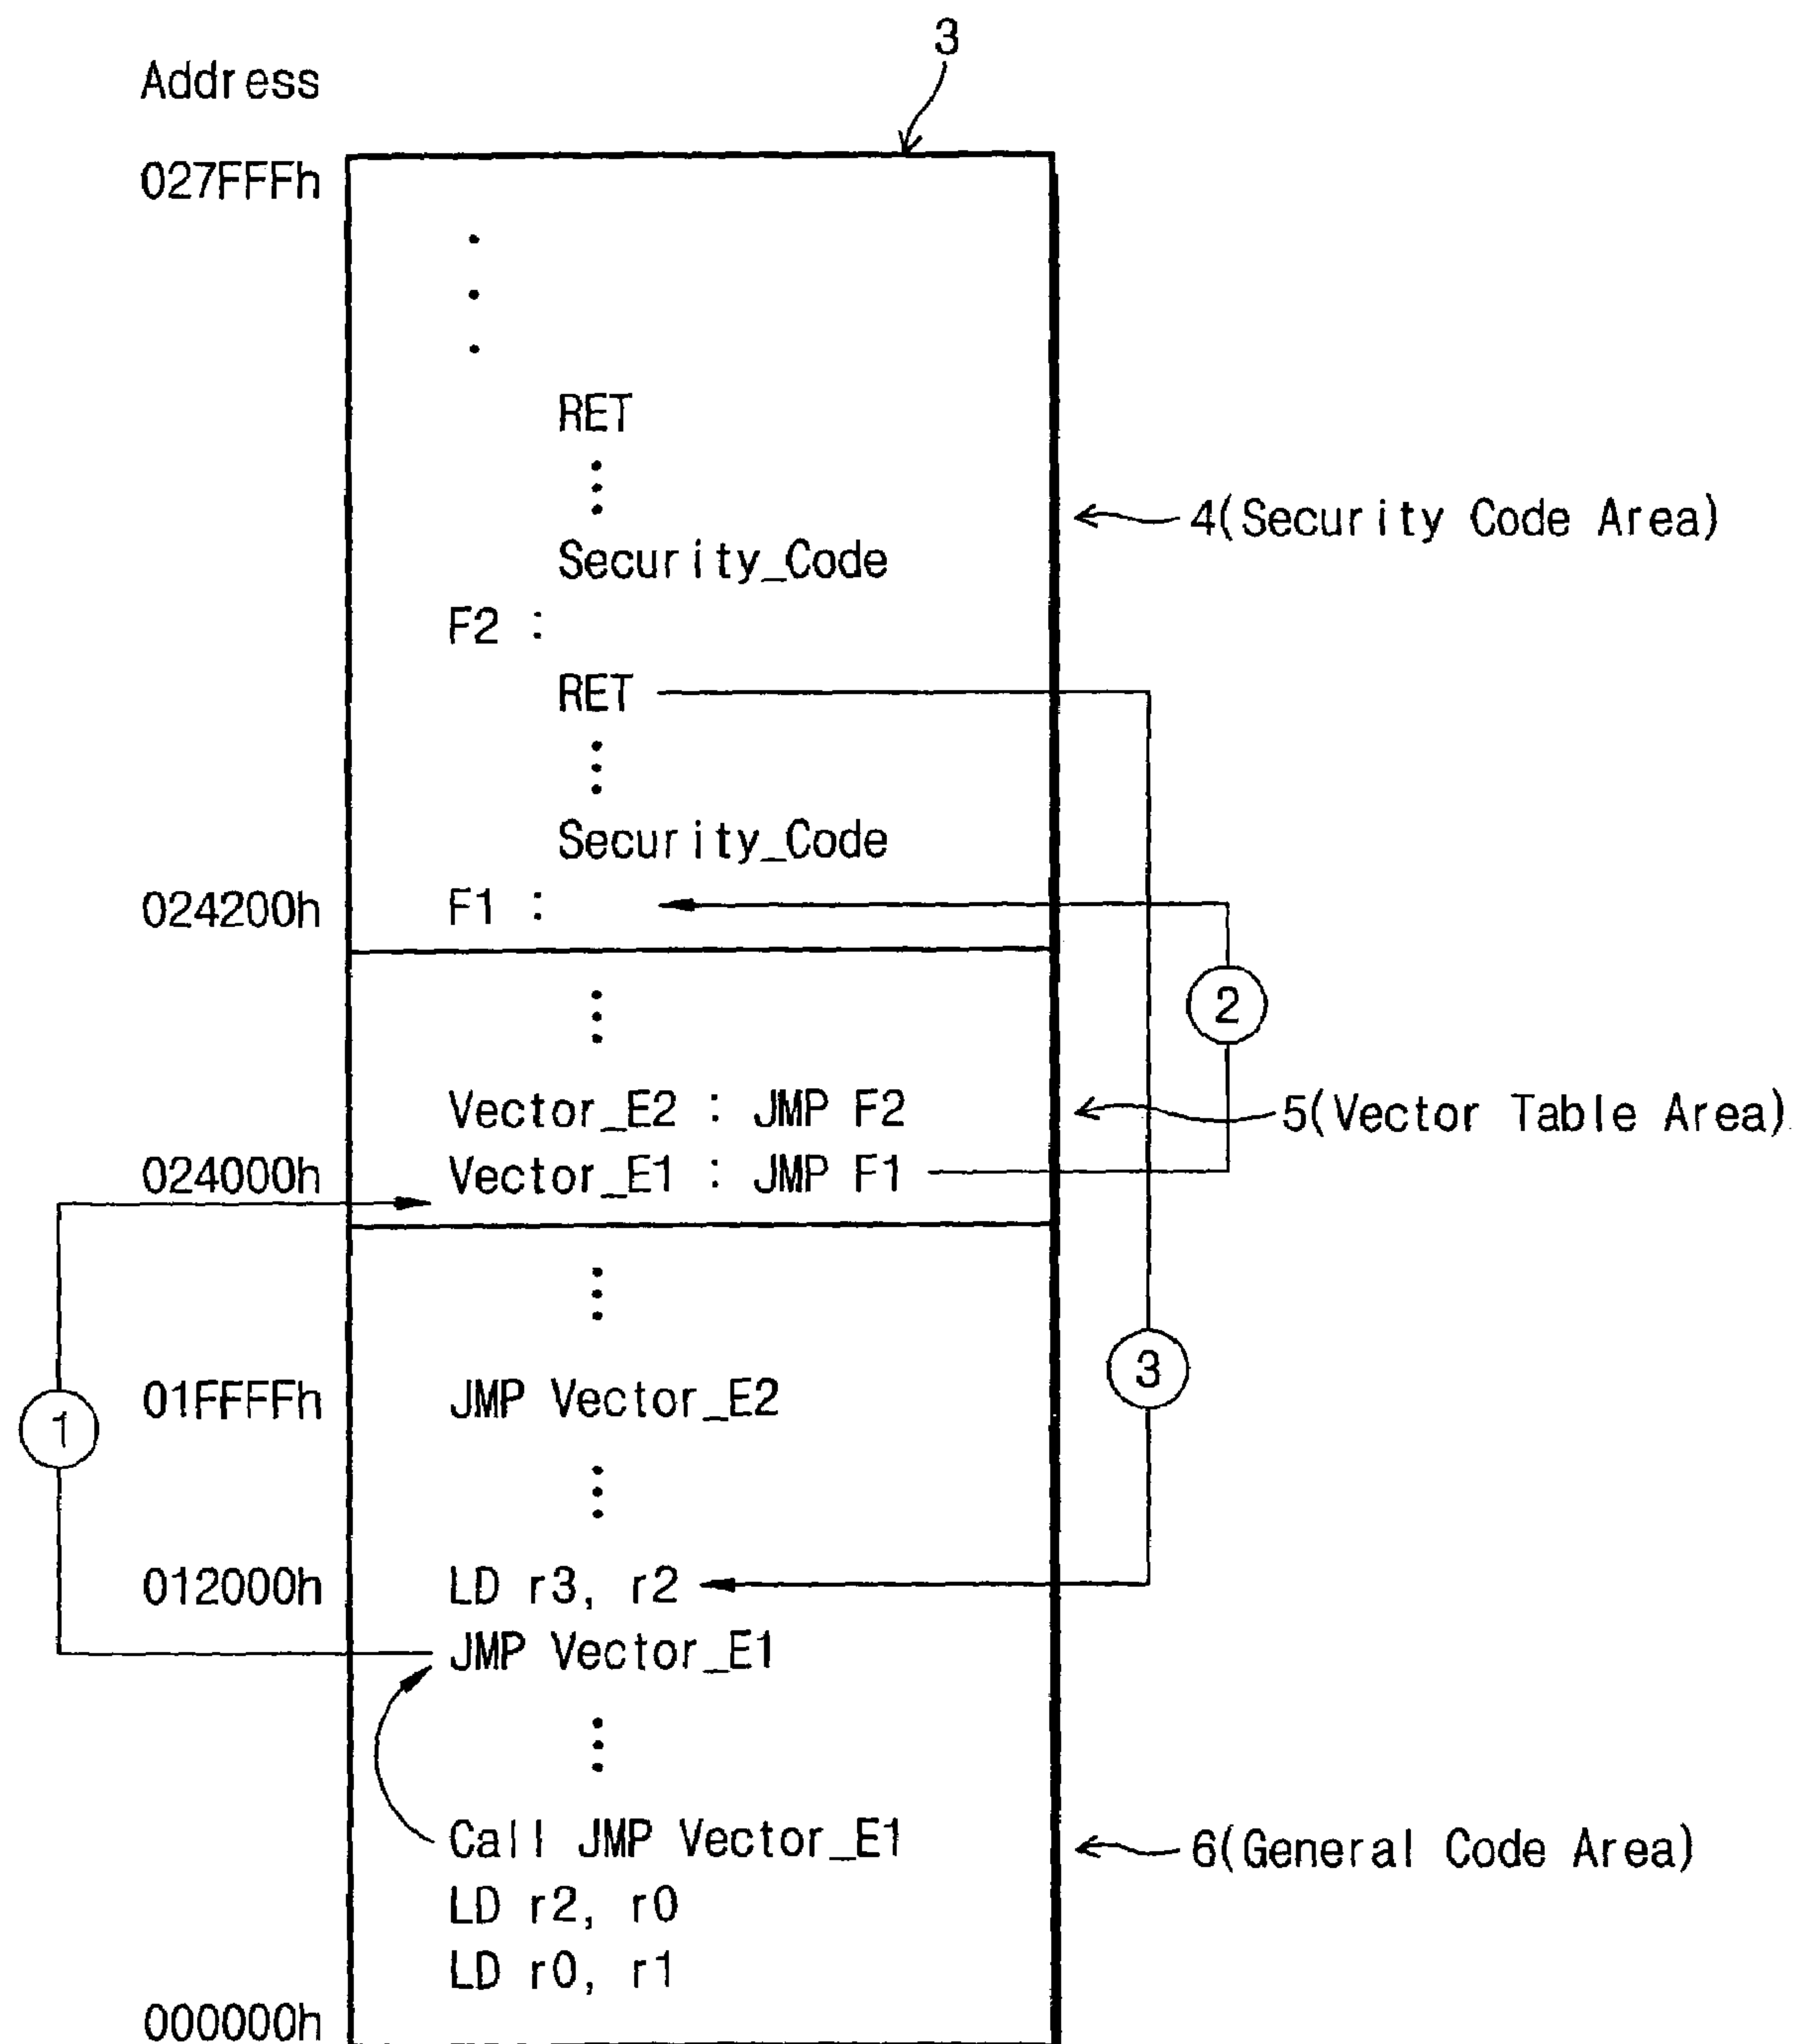 3
Address
027FFFh
RET
4(Security Code Area)
Security_Code
F2 :
RET
Security_Code
024200h F1 :
2
Vector_E2 : JMP F2
5(Vector Table Area)
024000h Vector_E1 : JMP F1
3
01FFFFh JMP Vector_E2
1
012000h LD r3, r2
JMP Vector_E1
Call JMP Vector_E1
6(General Code Area)
LD r2, r0
LD r0, r1
000000h